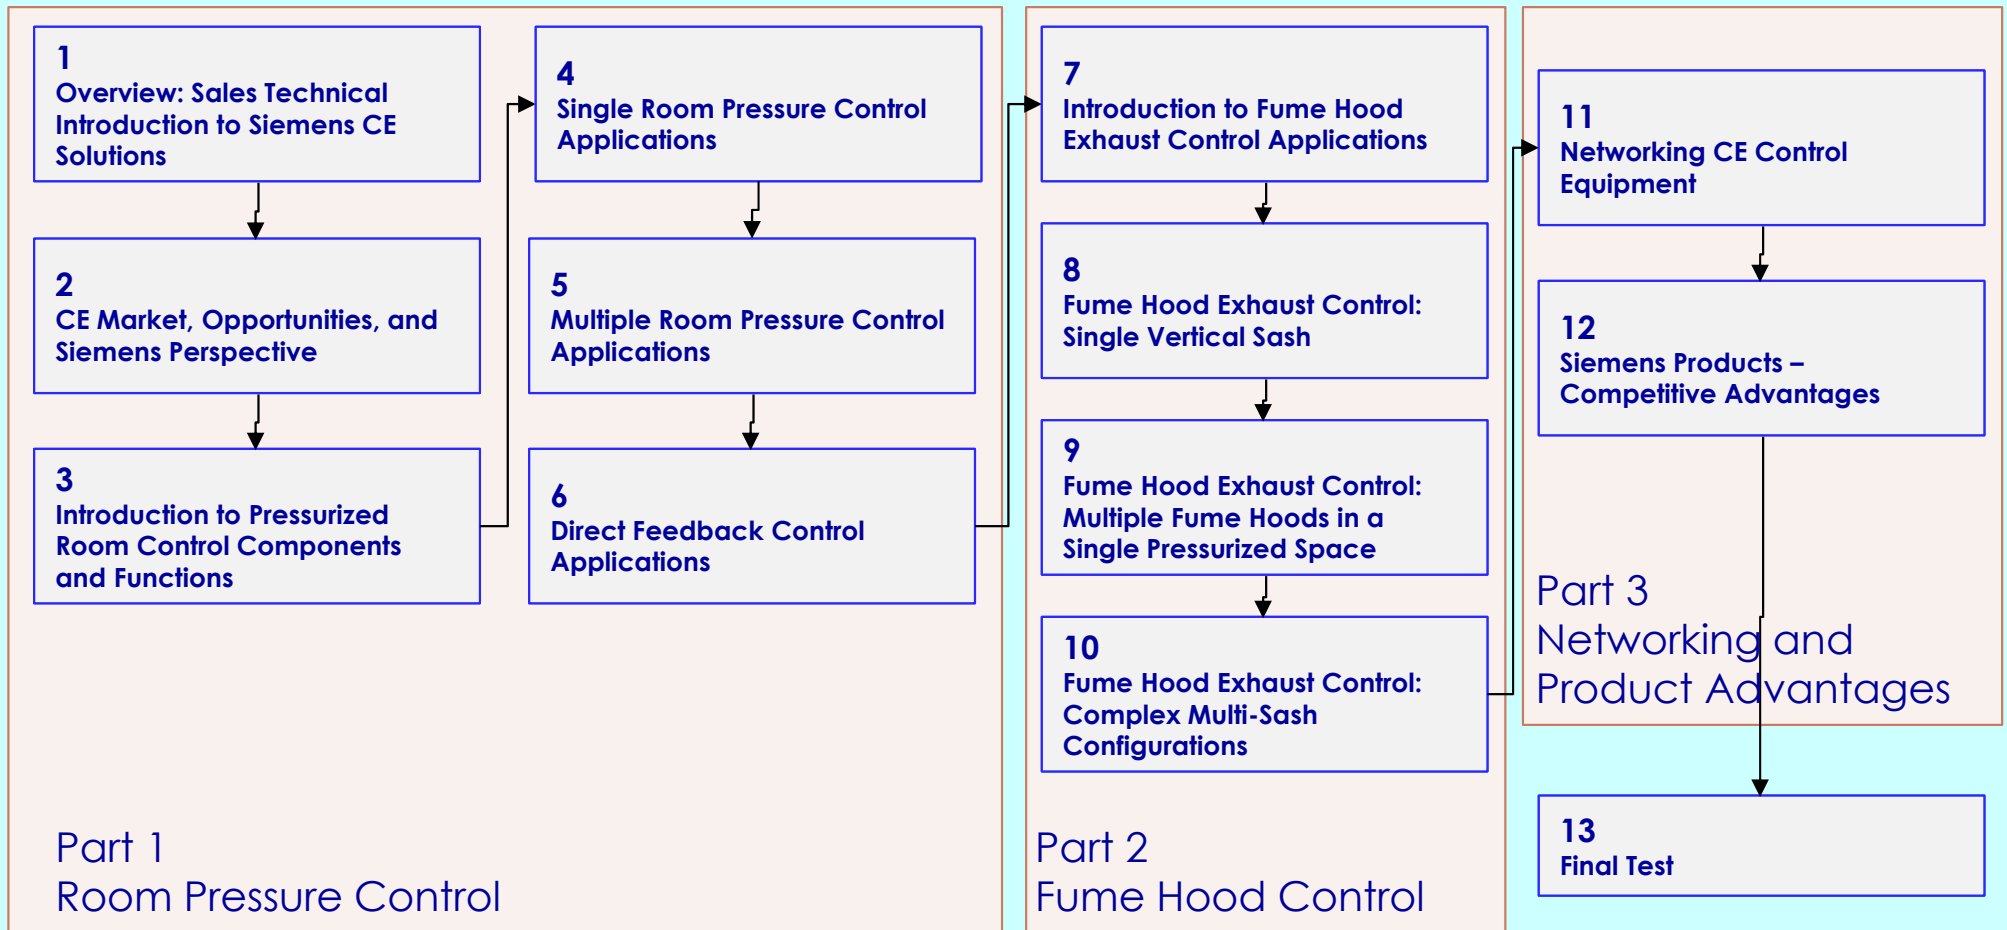 1
Overview: Sales Technical
Introduction to Siemens CE
Solutions
2
CE Market, Opportunities, and
Siemens Perspective
3
Introduction to Pressurized
Room Control Components
and Functions
4
Single Room Pressure Control
Applications
5
Multiple Room Pressure Control
Applications
6
Direct Feedback Control
Applications
Part 1
Room Pressure Control
7
Introduction to Fume Hood
Exhaust Control Applications
8
Fume Hood Exhaust Control:
Single Vertical Sash
9
Fume Hood Exhaust Control:
Multiple Fume Hoods in a
Single Pressurized Space
10
Fume Hood Exhaust Control:
Complex Multi-Sash
Configurations
Part 2
Fume Hood Control
11
Networking CE Control
Equipment
12
Siemens Products –
Competitive Advantages
Part 3
Networking and
Product Advantages
13
Final Test